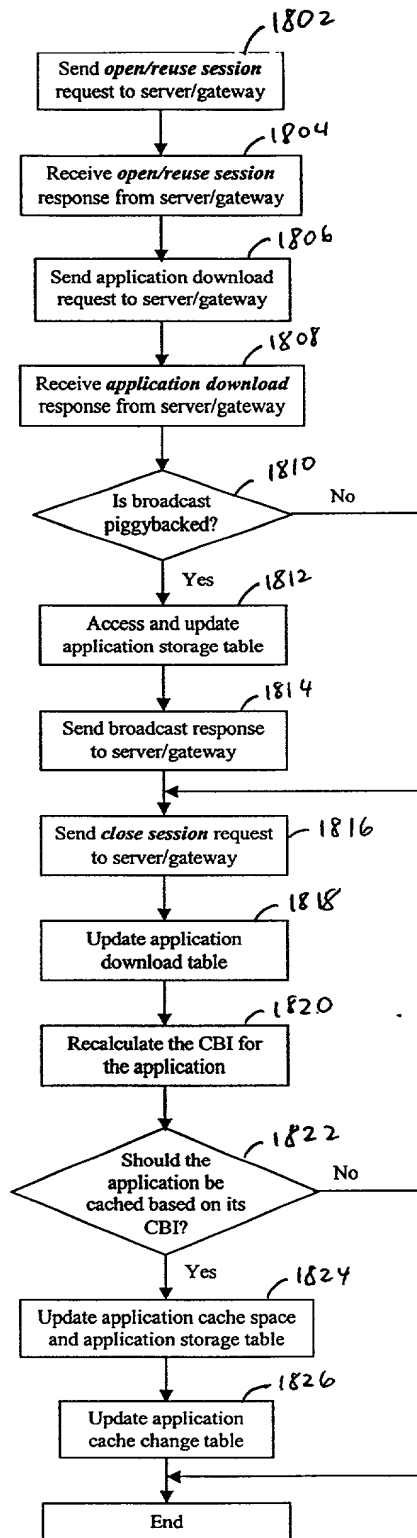 1802
Send open/reuse session
request to server/gateway
1804
Receive open/reuse session
response from server/gateway
1806
Send application download
request to server/gateway
1808
Receive application download
response from server/gateway
1810
Is broadcast
piggybacked?
No
Yes
1812
Access and update
application storage table
1814
Send broadcast response
to server/gateway
1816
Send close session request
to server/gateway
1818
Update application
download table
1820
Recalculate the CBI for
the application
1822
Should the
application be
cached based on its
CBI?
No
Yes
1824
Update application cache space
and application storage table
1826
Update application
cache change table
End